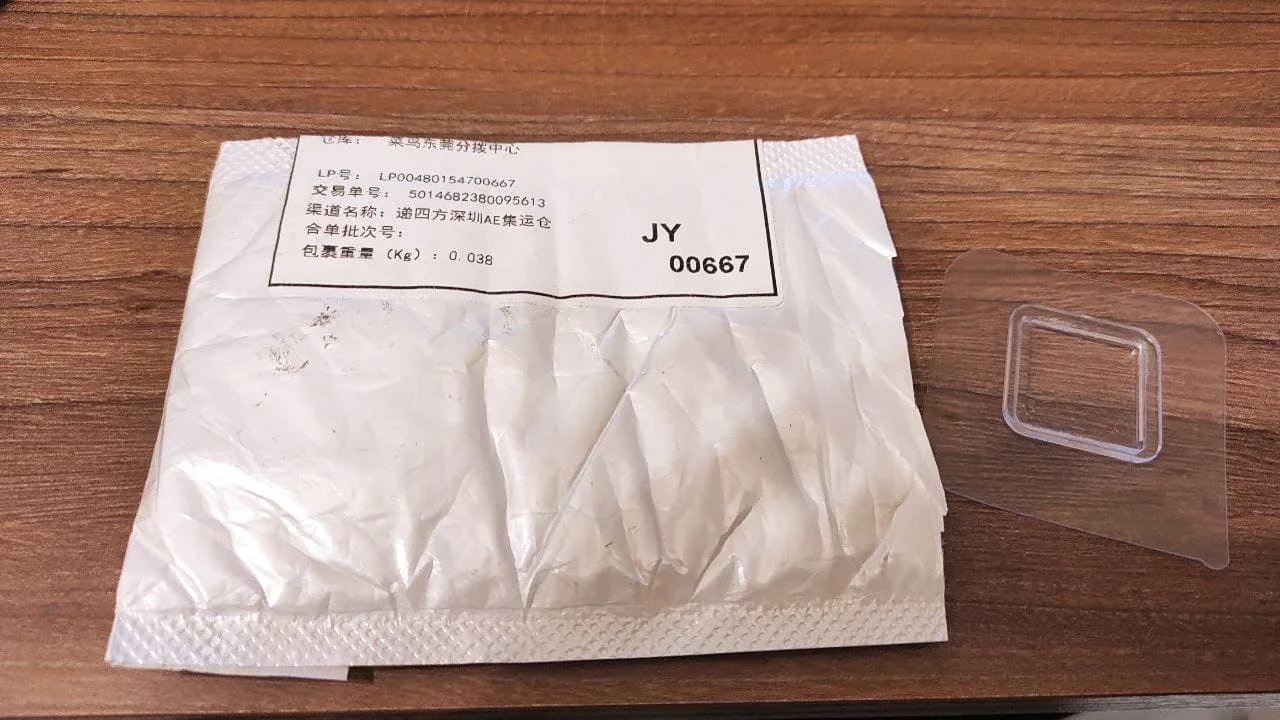 仓库： 菜鸟东莞分拨中心
LP号： LP00480154700667
交易单号： 5014682380095613
渠道名称：递四方深圳AE集运仓
合单批次号：
包裹重量（Kg）：0.038
JY
00667